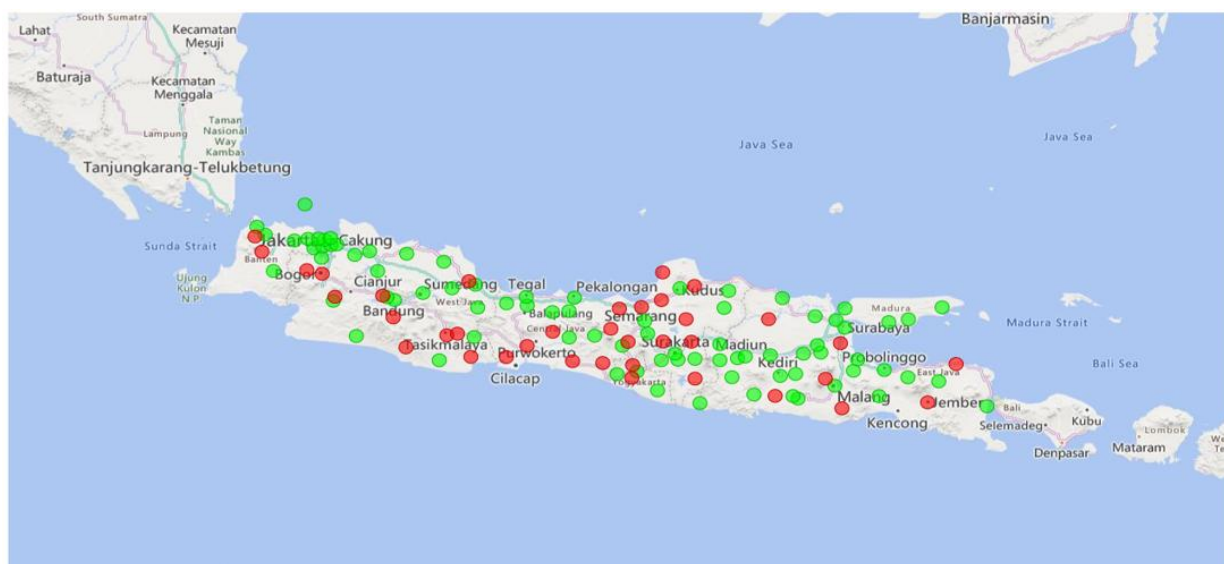 South Sumatra
Lahat
Kecamatan
Mesuji
Banjarmasin
Baturaja
Kecamatan
Menggala
Taman
Nasional
Way
Kambas
Lampung
Java Sea
Java Sea
Tanjungkarang-Telukbetung
Sunda Strait
Jakarta
Cakung
Banten
Ujung
Kulon
N.P.
Bogor
Cianjur
Sumedang
Tegal
Pekalongan
Kudus
West Java
Bandung
Balapulang
Semarang
Central Java
Madura
Surabaya
Madura Strait
Tasikmalaya
Purwokerto
Surakarta
Madiun
Cilacap
Yogyakarta
Kediri
Probolinggo
East Java
Bali Sea
Malang
Jember
Kencong
Bali
Selemadeg
Kubu
Denpasar
Mataram
Lombok